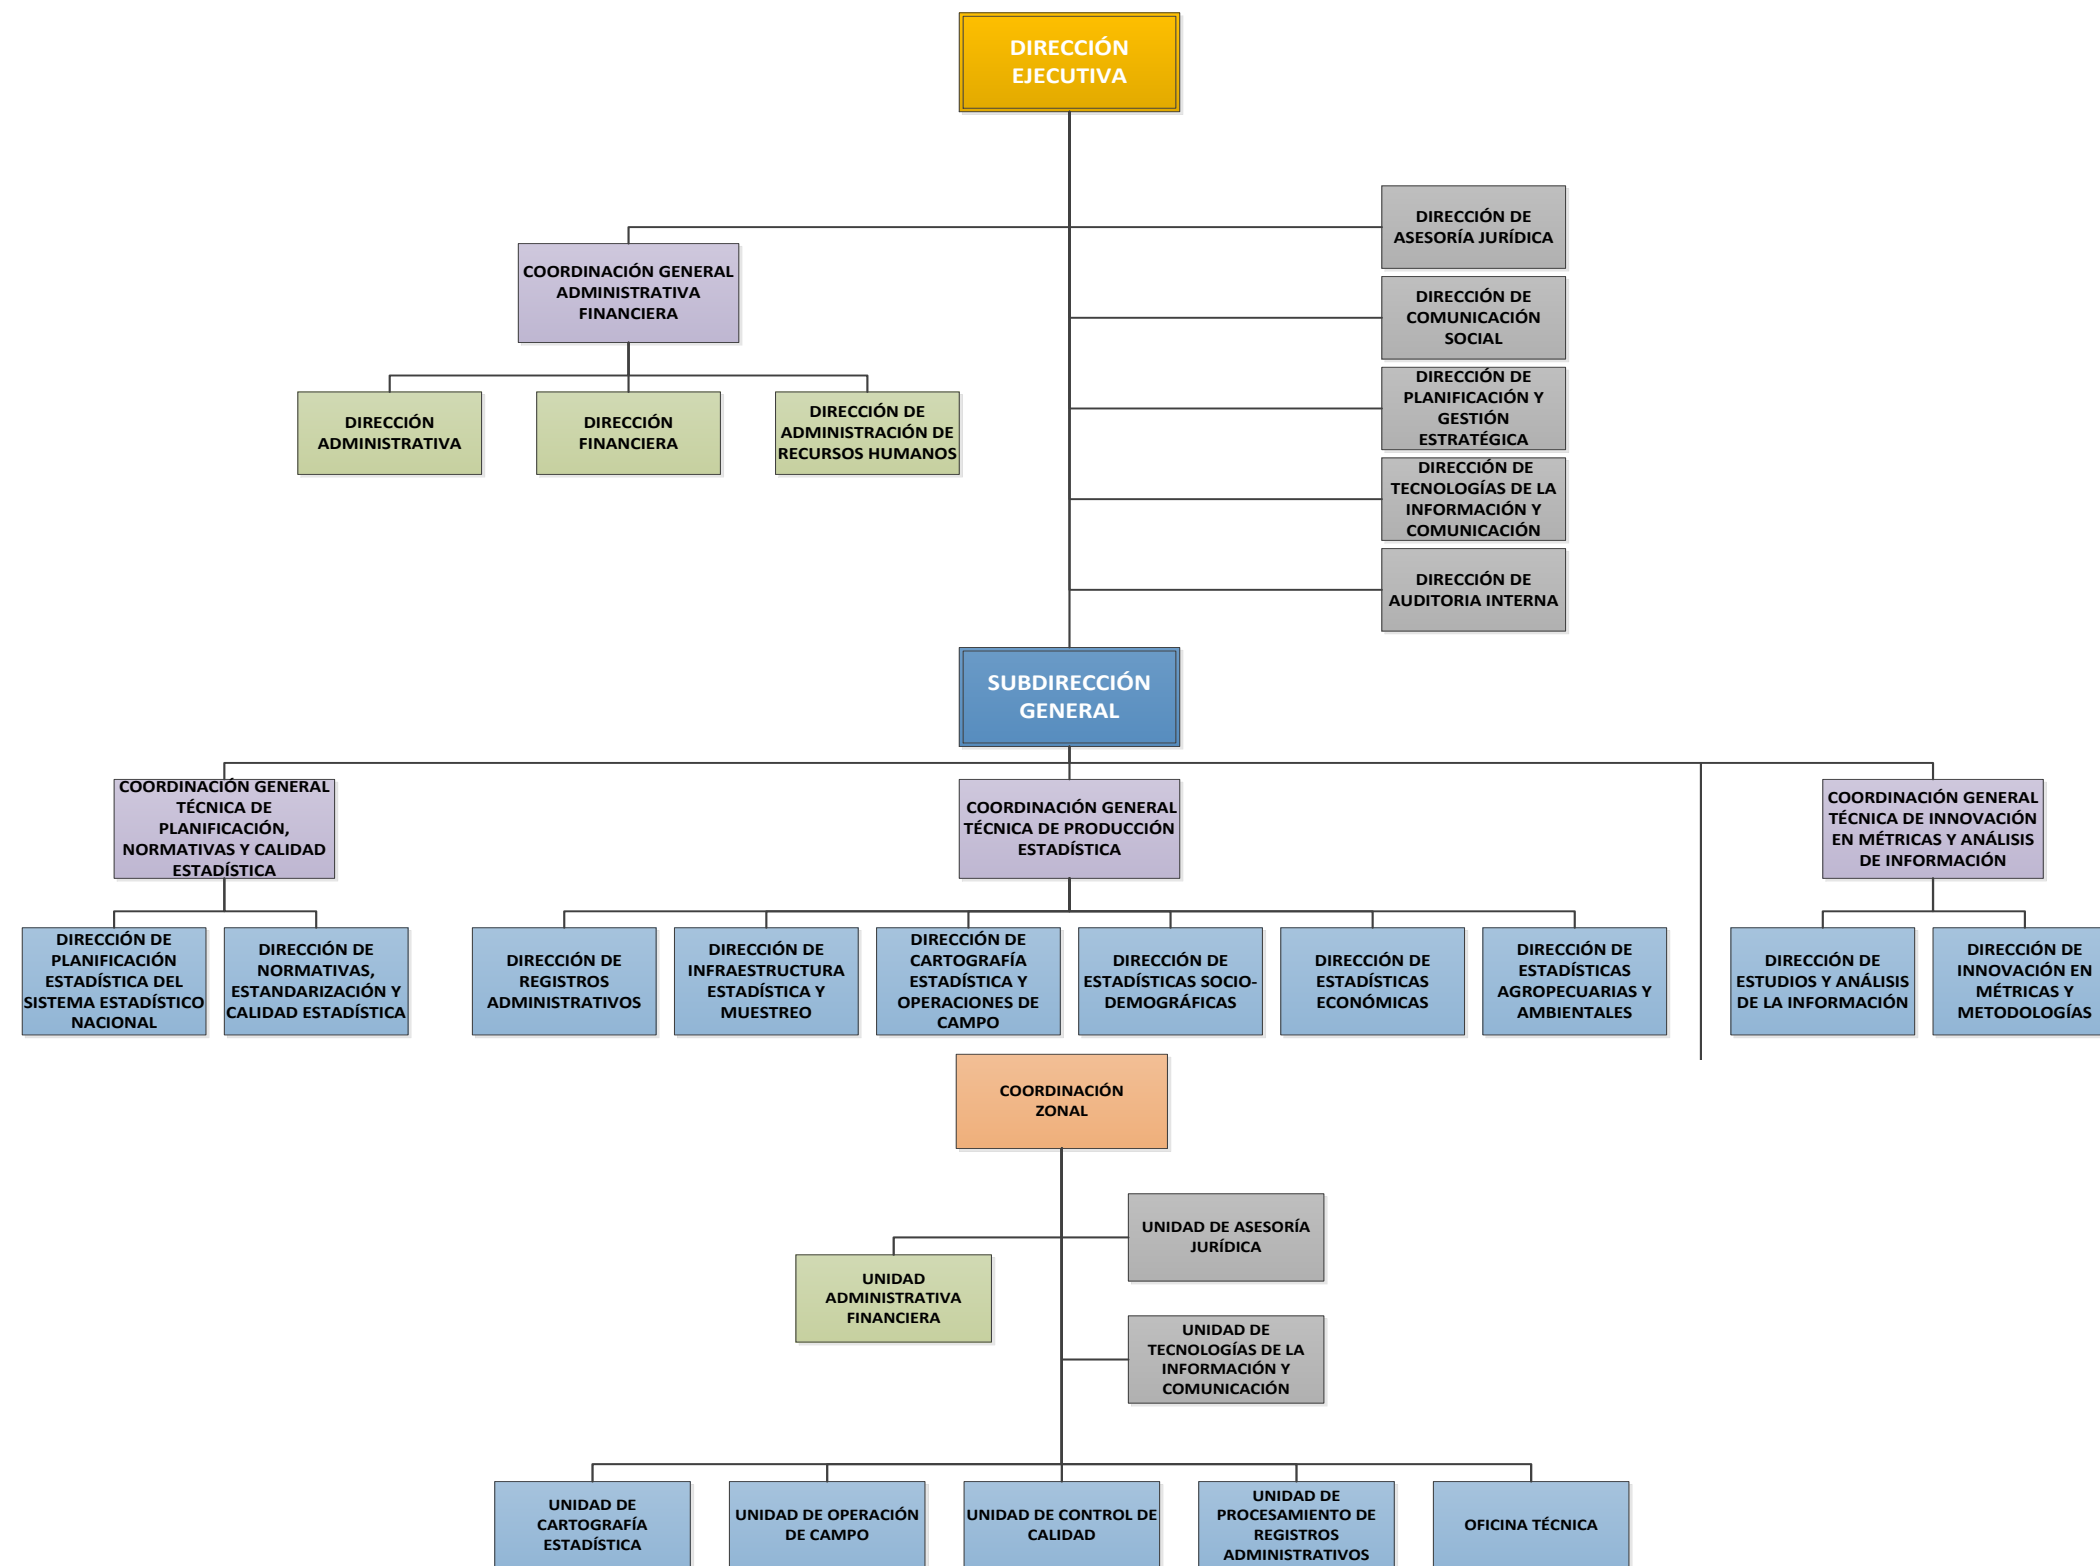 DIRECCIÓN
EJECUTIVA
DIRECCIÓN DE
ASESORÍA JURÍDICA
COORDINACIÓN GENERAL
ADMINISTRATIVA
FINANCIERA
DIRECCIÓN DE
COMUNICACIÓN
SOCIAL
DIRECCIÓN DE
PLANIFICACIÓN Y
GESTIÓN
ESTRATÉGICA
DIRECCIÓN
ADMINISTRATIVA
DIRECCIÓN
FINANCIERA
DIRECCIÓN DE
ADMINISTRACIÓN DE
RECURSOS HUMANOS
DIRECCIÓN DE
TECNOLOGÍAS DE LA
INFORMACIÓN Y
COMUNICACIÓN
DIRECCIÓN DE
AUDITORIA INTERNA
SUBDIRECCIÓN
GENERAL
COORDINACIÓN GENERAL
TÉCNICA DE
PLANIFICACIÓN,
NORMATIVAS Y CALIDAD
ESTADÍSTICA
COORDINACIÓN GENERAL
TÉCNICA DE PRODUCCIÓN
ESTADÍSTICA
COORDINACIÓN GENERAL
TÉCNICA DE INNOVACIÓN
EN MÉTRICAS Y ANÁLISIS
DE INFORMACIÓN
DIRECCIÓN DE
PLANIFICACIÓN
ESTADÍSTICA DEL
SISTEMA ESTADÍSTICO
NACIONAL
DIRECCIÓN DE
NORMATIVAS,
ESTANDARIZACIÓN Y
CALIDAD ESTADÍSTICA
DIRECCIÓN DE
REGISTROS
ADMINISTRATIVOS
DIRECCIÓN DE
INFRAESTRUCTURA
ESTADÍSTICA Y
MUESTREO
DIRECCIÓN DE
CARTOGRAFÍA
ESTADÍSTICA Y
OPERACIONES DE
CAMPO
DIRECCIÓN DE
ESTADÍSTICAS SOCIO-
DEMOGRÁFICAS
DIRECCIÓN DE
ESTADÍSTICAS
ECONÓMICAS
DIRECCIÓN DE
ESTADÍSTICAS
AGROPECUARIAS Y
AMBIENTALES
DIRECCIÓN DE
ESTUDIOS Y ANÁLISIS
DE LA INFORMACIÓN
DIRECCIÓN DE
INNOVACIÓN EN
MÉTRICAS Y
METODOLOGÍAS
COORDINACIÓN
ZONAL
UNIDAD DE ASESORÍA
JURÍDICA
UNIDAD
ADMINISTRATIVA
FINANCIERA
UNIDAD DE
TECNOLOGÍAS DE LA
INFORMACIÓN Y
COMUNICACIÓN
UNIDAD DE
CARTOGRAFÍA
ESTADÍSTICA
UNIDAD DE OPERACIÓN
DE CAMPO
UNIDAD DE CONTROL DE
CALIDAD
UNIDAD DE
PROCESAMIENTO DE
REGISTROS
ADMINISTRATIVOS
OFICINA TÉCNICA